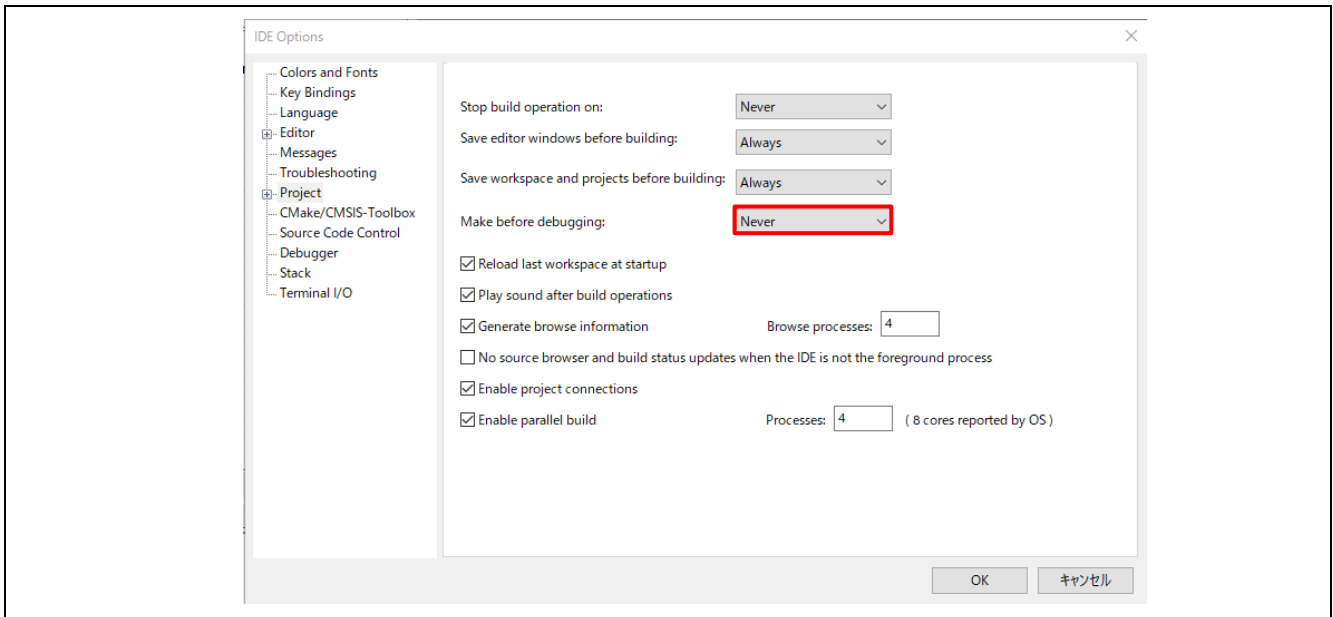 IDE Options
Colors and Fonts
Key Bindings
Language
Editor
Messages
Troubleshooting
Project
CMake/CMSIS-Toolbox
Source Code Control
Debugger
Stack
Terminal I/O
Stop build operation on: Never
Save editor windows before building: Always
Save workspace and projects before building: Always
Make before debugging: Never
Reload last workspace at startup
Play sound after build operations
Generate browse information Browse processes: 4
No source browser and build status updates when the IDE is not the foreground process
Enable project connections
Enable parallel build Processes: 4 ( 8 cores reported by OS )
OK キャンセル